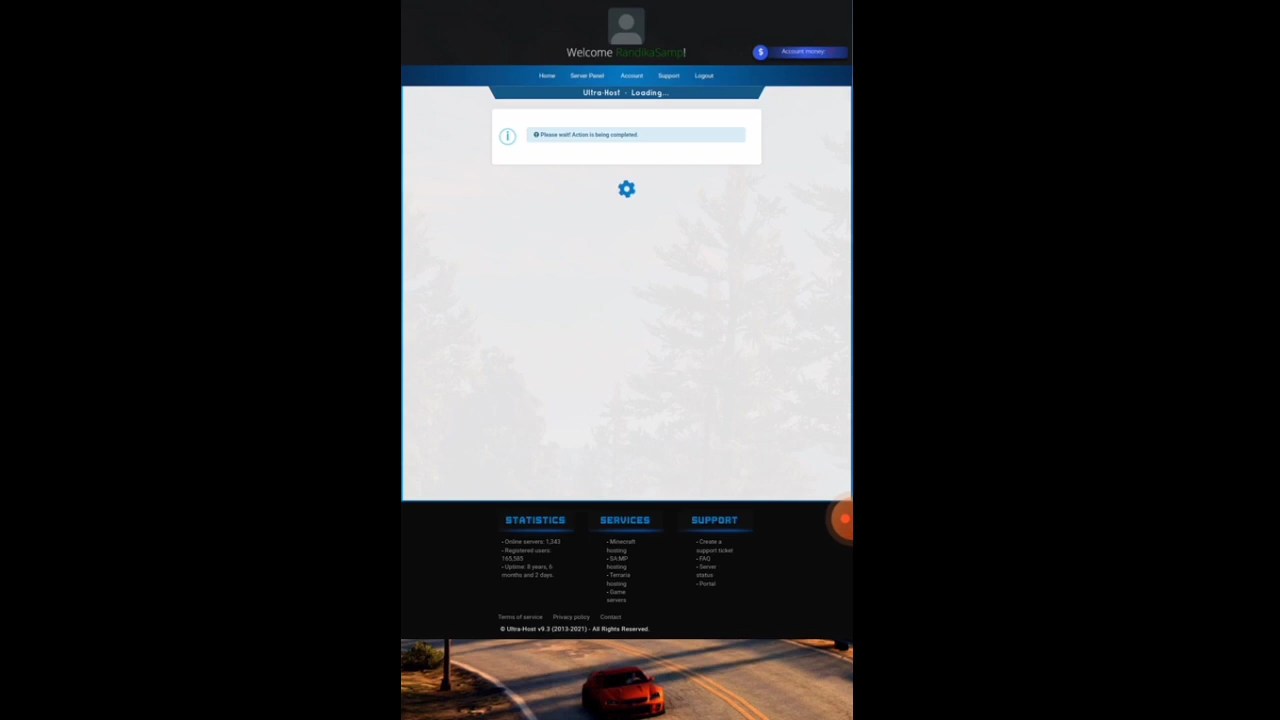 Welcome RandikaSamp!
$ Account money
Home Server Panel Account Support Logout
Ultra-Host - Loading...
i
Please wait! Action is being completed.
STATISTICS
- Online servers: 1,343
- Registered users:
165,585
- Uptime: 8 years, 6
months and 2 days.
SERVICES
- Minecraft
hosting
- SA:MP
hosting
- Terraria
hosting
- Game
servers
SUPPORT
- Create a
support ticket
- FAQ
- Server
status
- Portal
Terms of service Privacy policy Contact
© Ultra-Host v9.3 (2013-2021) - All Rights Reserved.